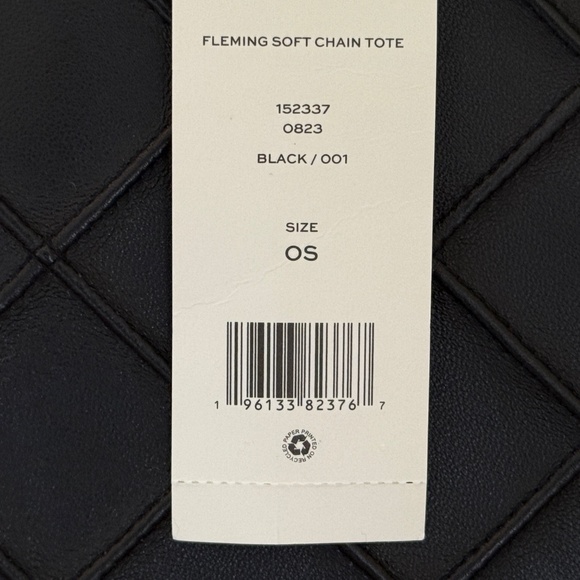 FLEMING SOFT CHAIN TOTE
152337
0823
BLACK / 001
SIZE
OS
1 96133 82376 7
RECYCLED PAPER PRINTED ON